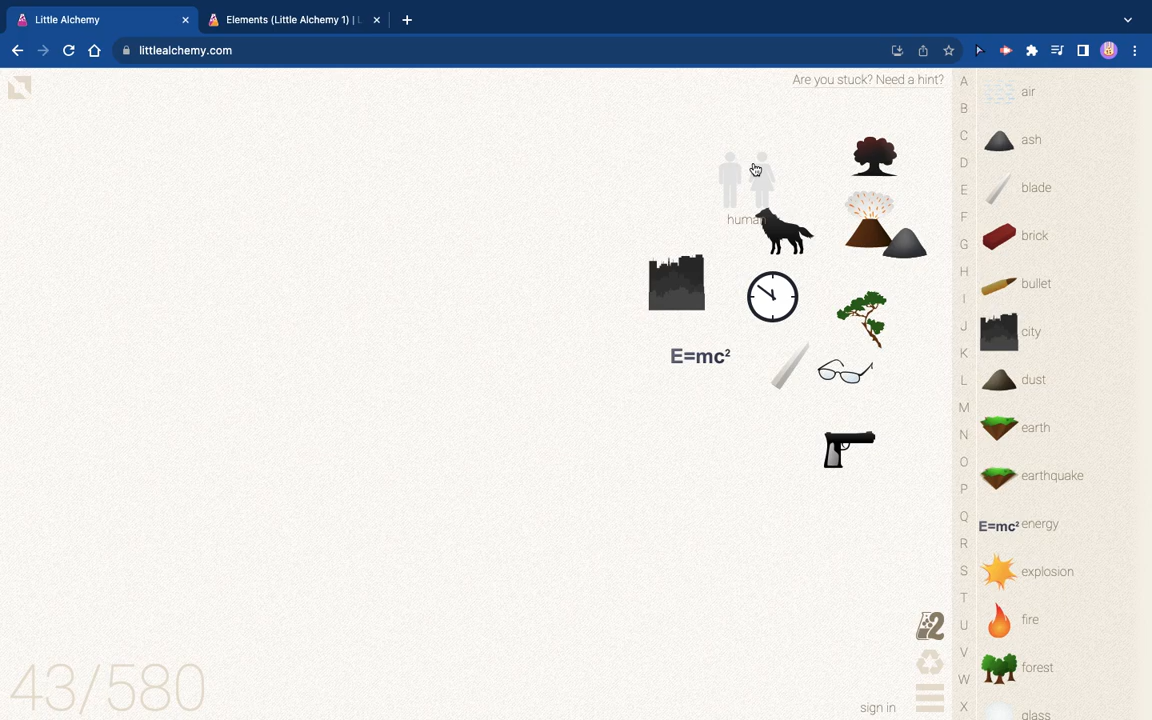 Little Alchemy
Elements (Little Alchemy 1) |
littlealchemy.com
Are you stuck? Need a hint?
human
E=mc²
43/580
2
sign in
A
B
C
D
E
F
G
H
I
J
K
L
M
N
O
P
Q
R
S
T
U
V
W
X
air
ash
blade
brick
bullet
city
dust
earth
earthquake
E=mc² energy
explosion
fire
forest
glass